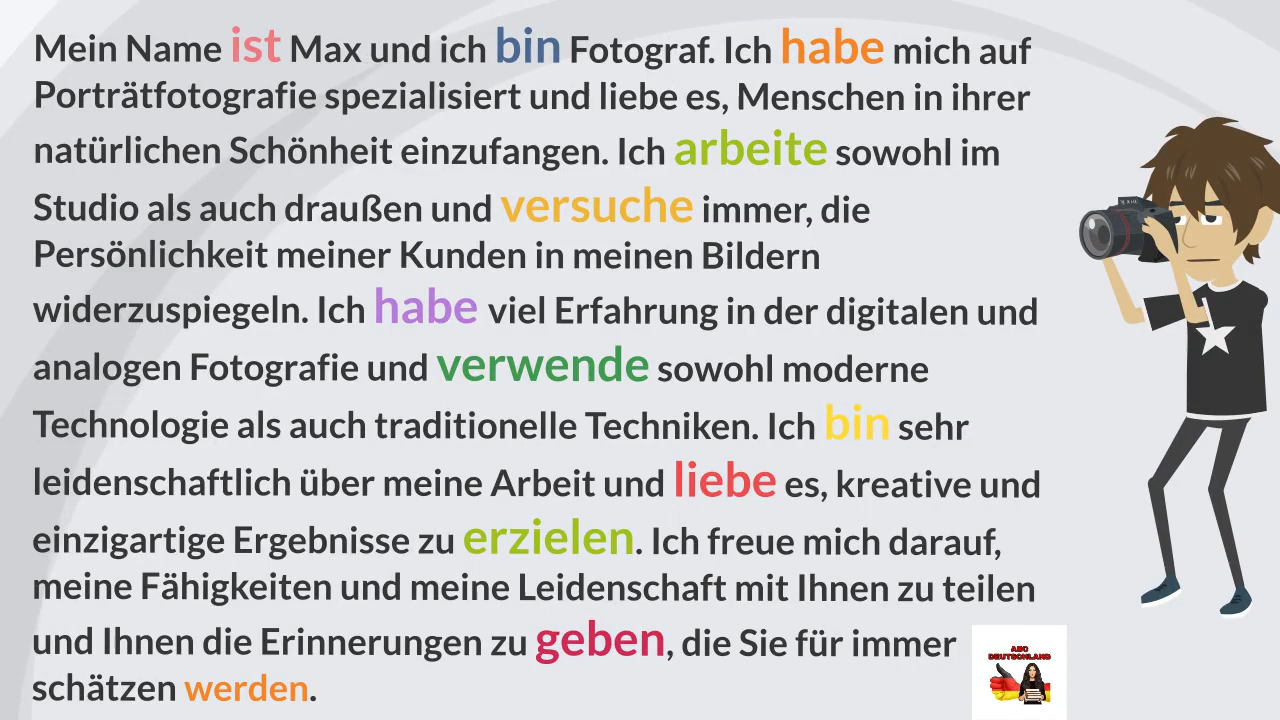 Mein Name ist Max und ich bin Fotograf. Ich habe mich auf
Porträtfotografie spezialisiert und liebe es, Menschen in ihrer
natürlichen Schönheit einzufangen. Ich arbeite sowohl im
Studio als auch draußen und versuche immer, die
Persönlichkeit meiner Kunden in meinen Bildern
widerzuspiegeln. Ich habe viel Erfahrung in der digitalen und
analogen Fotografie und verwende sowohl moderne
Technologie als auch traditionelle Techniken. Ich bin sehr
leidenschaftlich über meine Arbeit und liebe es, kreative und
einzigartige Ergebnisse zu erzielen. Ich freue mich darauf,
meine Fähigkeiten und meine Leidenschaft mit Ihnen zu teilen
und Ihnen die Erinnerungen zu geben, die Sie für immer
schätzen werden.
ABC
DEUTSCHLAND